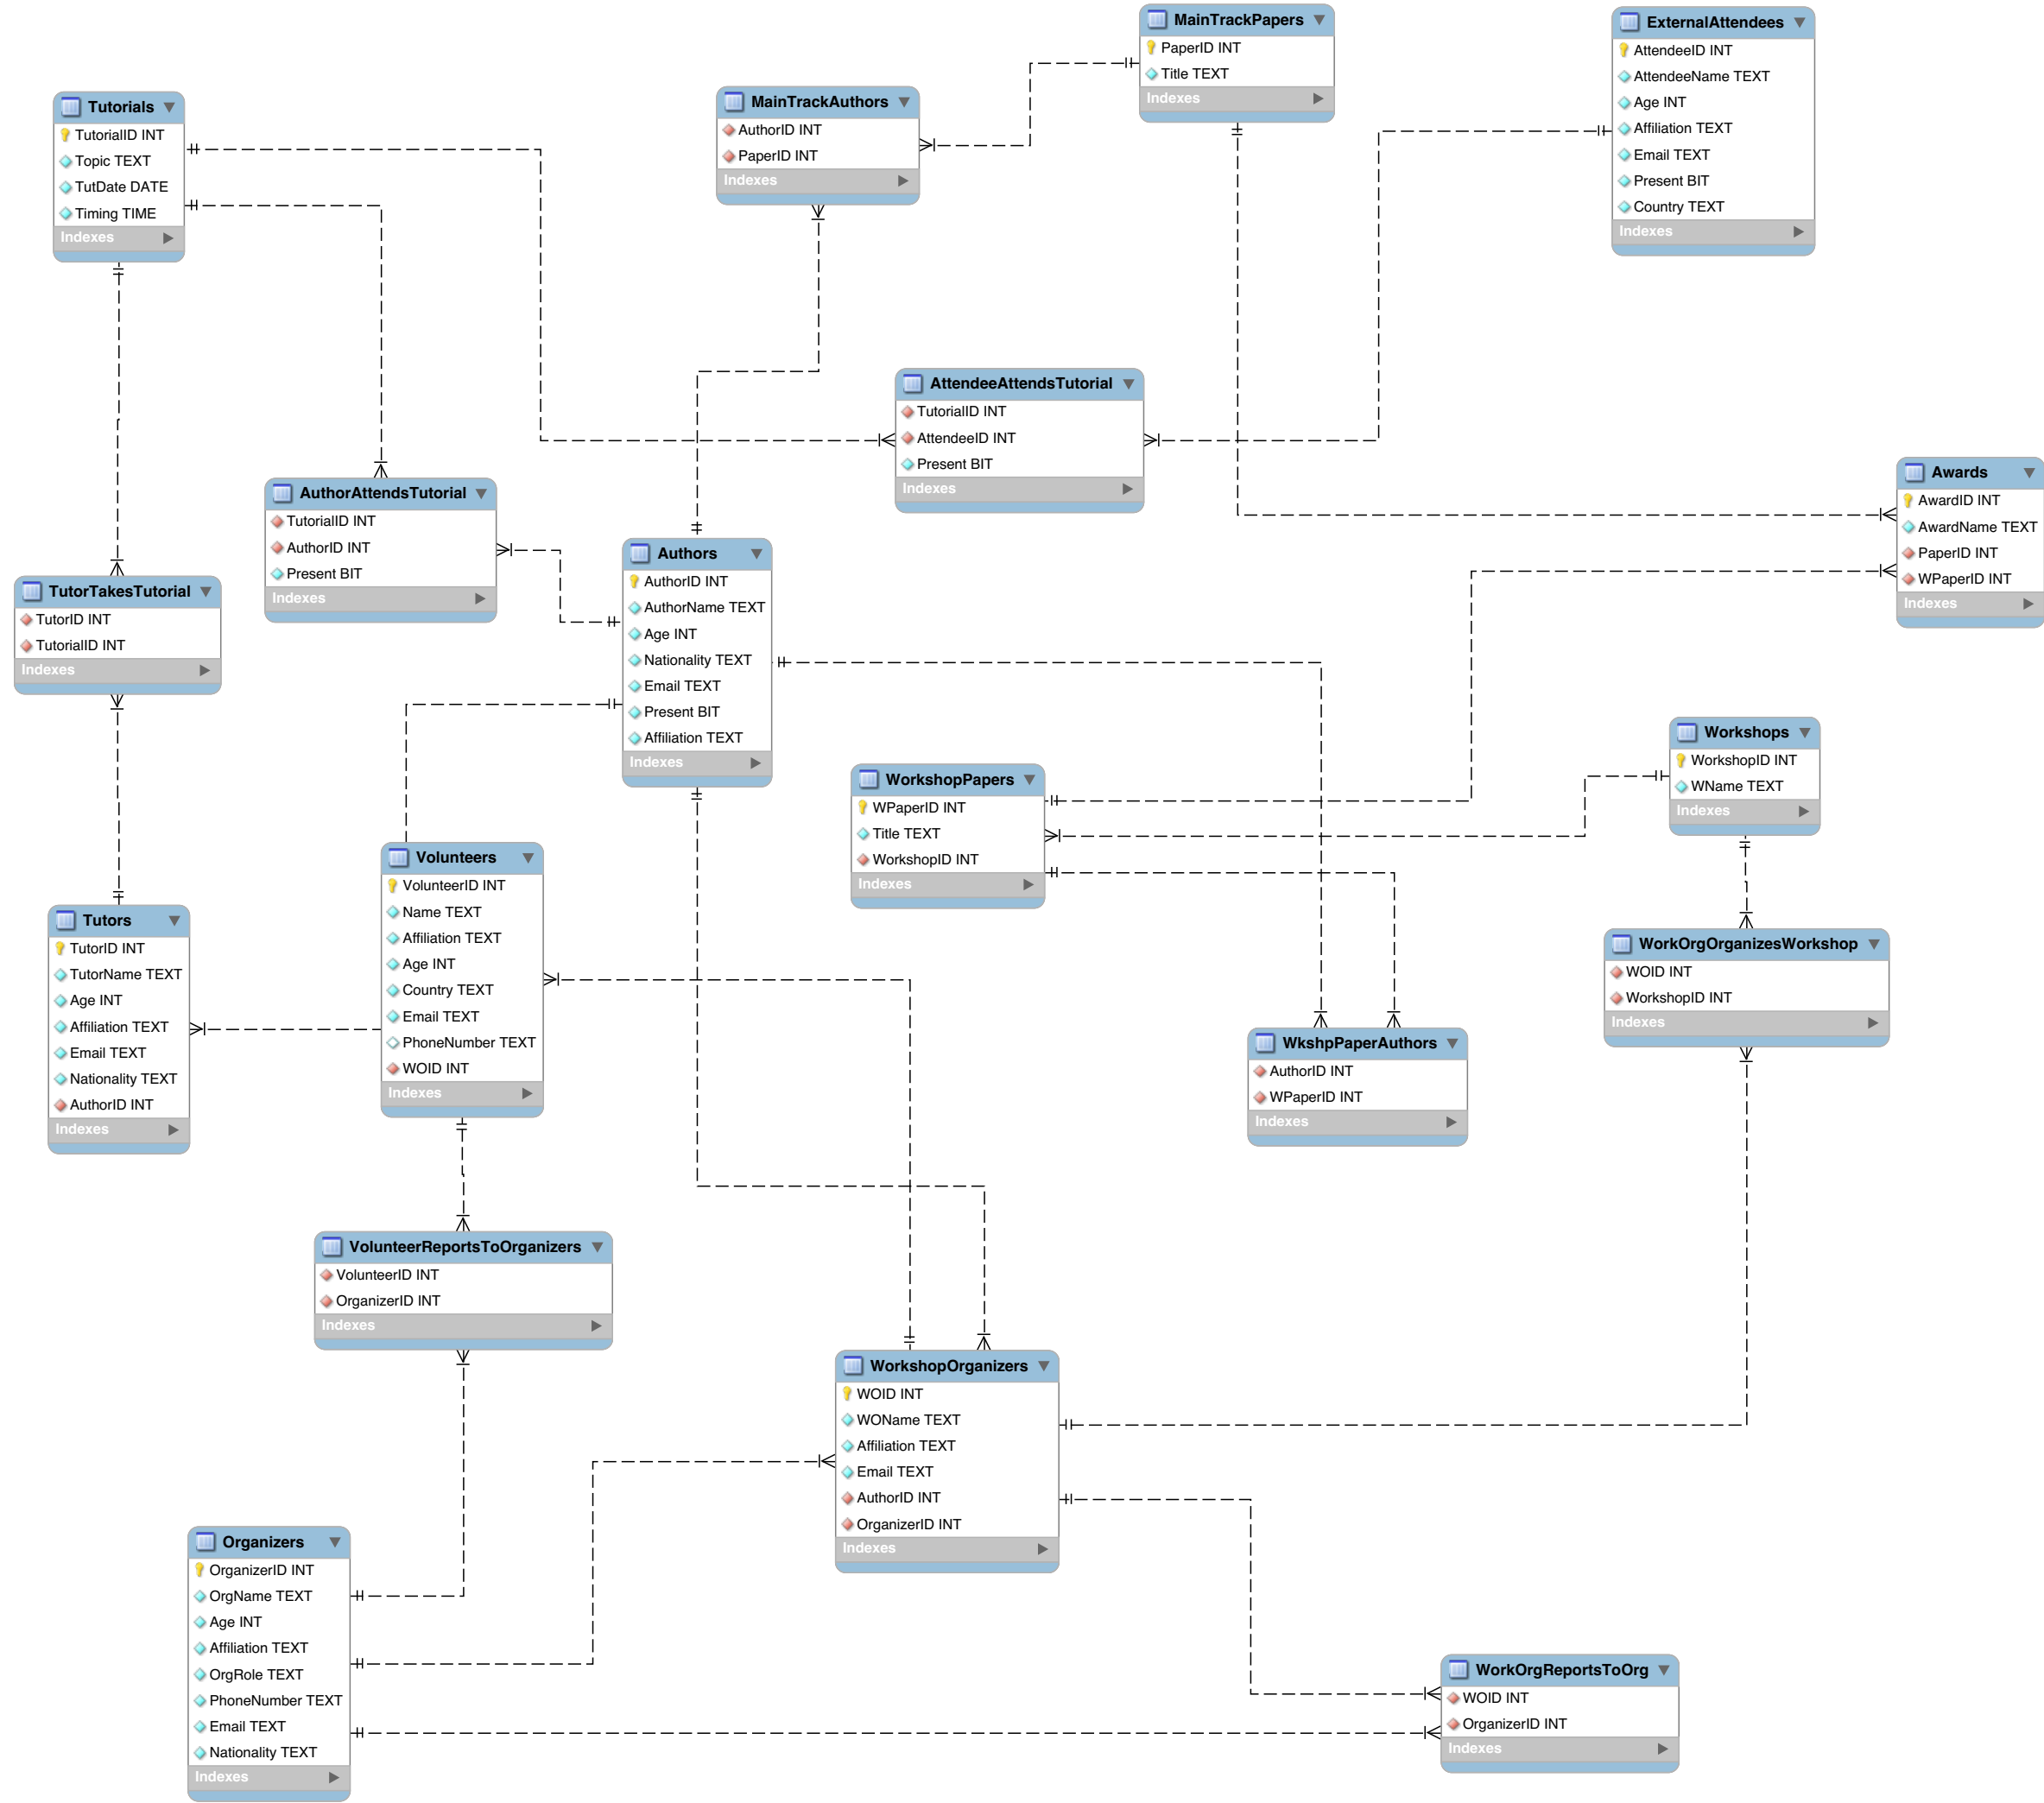 MainTrackPapers
PaperID INT
Title TEXT
Indexes
ExternalAttendees
AttendeeID INT
AttendeeName TEXT
Age INT
Affiliation TEXT
Email TEXT
Present BIT
Country TEXT
Indexes
Tutorials
TutorialID INT
Topic TEXT
TutDate DATE
Timing TIME
Indexes
MainTrackAuthors
AuthorID INT
PaperID INT
Indexes
AttendeeAttendsTutorial
TutorialID INT
AttendeeID INT
Present BIT
Indexes
Awards
AwardID INT
AwardName TEXT
PaperID INT
WPaperID INT
Indexes
AuthorAttendsTutorial
TutorialID INT
AuthorID INT
Present BIT
Indexes
Authors
AuthorID INT
AuthorName TEXT
Age INT
Nationality TEXT
Email TEXT
Present BIT
Affiliation TEXT
Indexes
TutorTakesTutorial
TutorID INT
TutorialID INT
Indexes
Workshops
WorkshopID INT
WName TEXT
Indexes
WorkshopPapers
WPaperID INT
Title TEXT
WorkshopID INT
Indexes
Volunteers
VolunteerID INT
Name TEXT
Affiliation TEXT
Age INT
Country TEXT
Email TEXT
PhoneNumber TEXT
WOID INT
Indexes
Tutors
TutorID INT
TutorName TEXT
Age INT
Affiliation TEXT
Email TEXT
Nationality TEXT
AuthorID INT
Indexes
WorkOrgOrganizesWorkshop
WOID INT
WorkshopID INT
Indexes
WkshpPaperAuthors
AuthorID INT
WPaperID INT
Indexes
VolunteerReportsToOrganizers
VolunteerID INT
OrganizerID INT
Indexes
WorkshopOrganizers
WOID INT
WOName TEXT
Affiliation TEXT
Email TEXT
AuthorID INT
OrganizerID INT
Indexes
Organizers
OrganizerID INT
OrgName TEXT
Age INT
Affiliation TEXT
OrgRole TEXT
PhoneNumber TEXT
Email TEXT
Nationality TEXT
Indexes
WorkOrgReportsToOrg
WOID INT
OrganizerID INT
Indexes